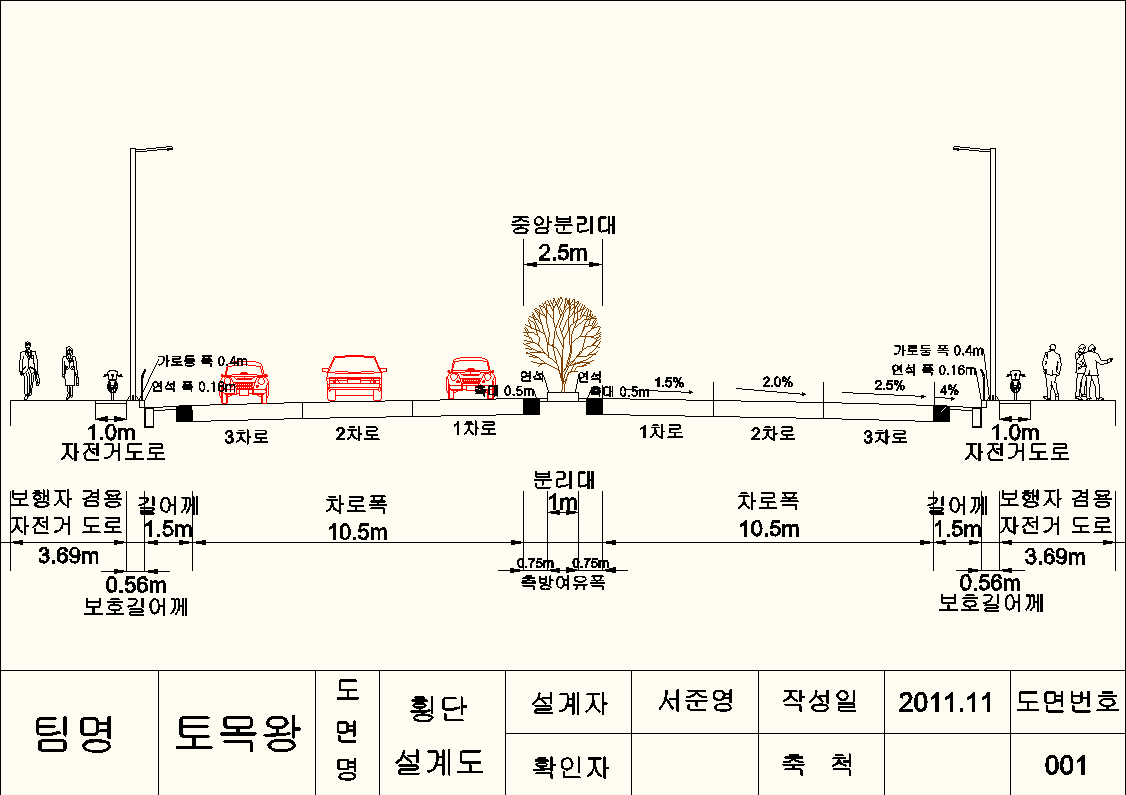 중앙분리대
2.5m
가로등 폭 0.4m
연석 폭 0.16m
연석
측대 0.5m
연석
측대 0.5m
1.5%
2.0%
2.5%
4%
가로등 폭 0.4m
연석 폭 0.16m
1.0m
자전거도로
3차로
2차로
1차로
1차로
2차로
3차로
1.0m
자전거도로
보행자 겸용
자전거 도로
3.69m
길어깨
1.5m
0.56m
보호길어깨
차로폭
10.5m
분리대
1m
0.75m
0.75m
측방여유폭
차로폭
10.5m
길어깨
1.5m
0.56m
보호길어깨
보행자 겸용
자전거 도로
3.69m
팀명
토목왕
도면명
횡단
설계도
설계자
서준영
작성일
2011.11
도면번호
확인자
축 척
001